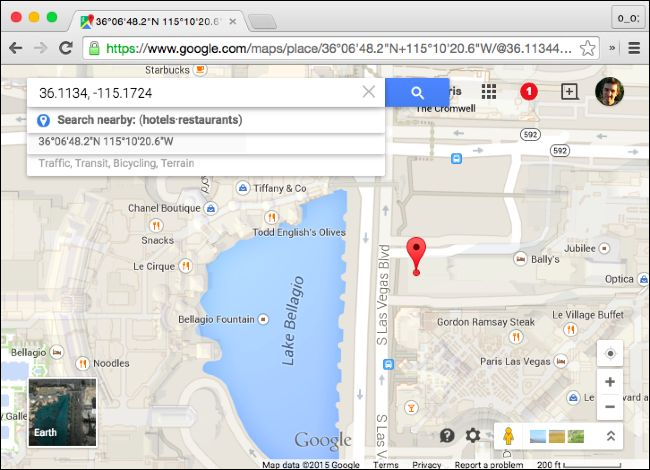 36°06'48.2"N 115°10'20.6"
o_o;
https://www.google.com/maps/place/36°06'48.2"N+115°10'20.6"W/@36.11344
Starbucks
36.1134, -115.1724
ris
1
The Cromwell
Search nearby: (hotels·restaurants)
36°06'48.2"N 115°10'20.6"W
592
592
Traffic, Transit, Bicycling, Terrain
Tiffany & Co
Chanel Boutique
Todd English's Olives
Snacks
Jubilee
Bally's
Le Cirque
Optica
S Las Vegas Blvd
Lake Bellagio
Bellagio Fountain
Gordon Ramsay Steak
Le Village Buffet
Bellagio
Noodles
Paris Las Vegas
Le Boulevard
y Galle
Earth
S Las V
Google
Map data ©2015 Google Terms Privacy Report a problem 200 ft